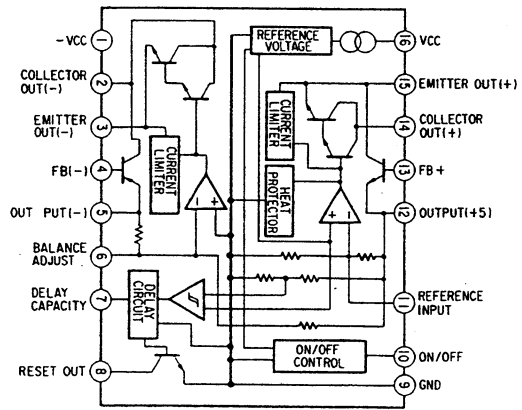 -VCC
1
COLLECTOR
OUT(-)
2
EMITTER
OUT(-)
3
FB(-)
4
OUT PUT(-)
5
BALANCE
ADJUST
6
DELAY
CAPACITY
7
RESET OUT
8
REFERENCE
VOLTAGE
CURRENT
LIMITER
CURRENT
LIMITER
HEAT
PROTECTOR
- +
+ -
DELAY
CIRCUIT
ON/OFF
CONTROL
16
VCC
15
EMITTER OUT(+)
14
COLLECTOR
OUT(+)
13
FB+
12
OUTPUT(+5)
11
REFERENCE
INPUT
10
ON/OFF
9
GND